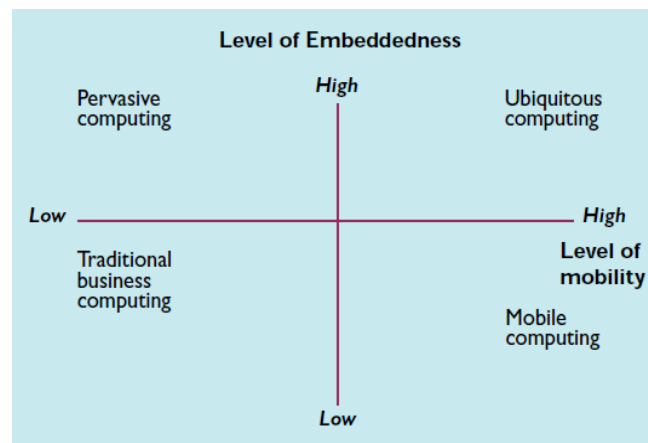 Level of Embeddedness
High
Pervasive
computing
Ubiquitous
computing
Low
High
Traditional
business
computing
Level of
mobility
Mobile
computing
Low